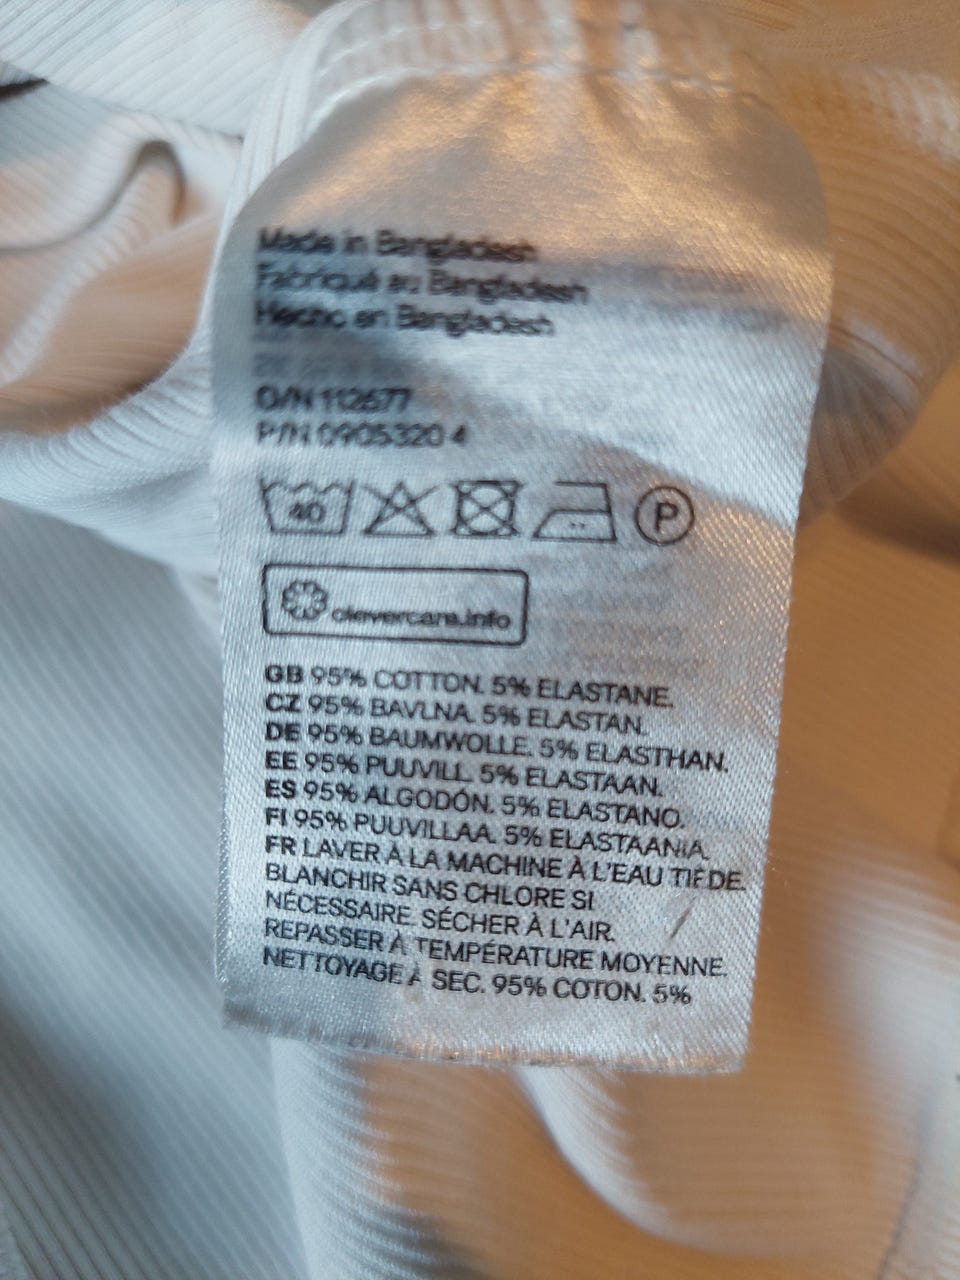 Made in Bangladesh
Fabriqué au Bangladesh
Hecho en Bangladesh
O/N 112677
P/N 0905320 4
40
P
clevercare.info
GB 95% COTTON. 5% ELASTANE.
CZ 95% BAVLNA. 5% ELASTAN.
DE 95% BAUMWOLLE. 5% ELASTHAN.
EE 95% PUUVILL. 5% ELASTAAN.
ES 95% ALGODÓN. 5% ELASTANO.
FI 95% PUUVILLAA. 5% ELASTAANIA.
FR LAVER À LA MACHINE À L'EAU TIÈDE.
BLANCHIR SANS CHLORE SI
NÉCESSAIRE. SÉCHER À L'AIR.
REPASSER À TEMPÉRATURE MOYENNE.
NETTOYAGE À SEC. 95% COTON. 5%